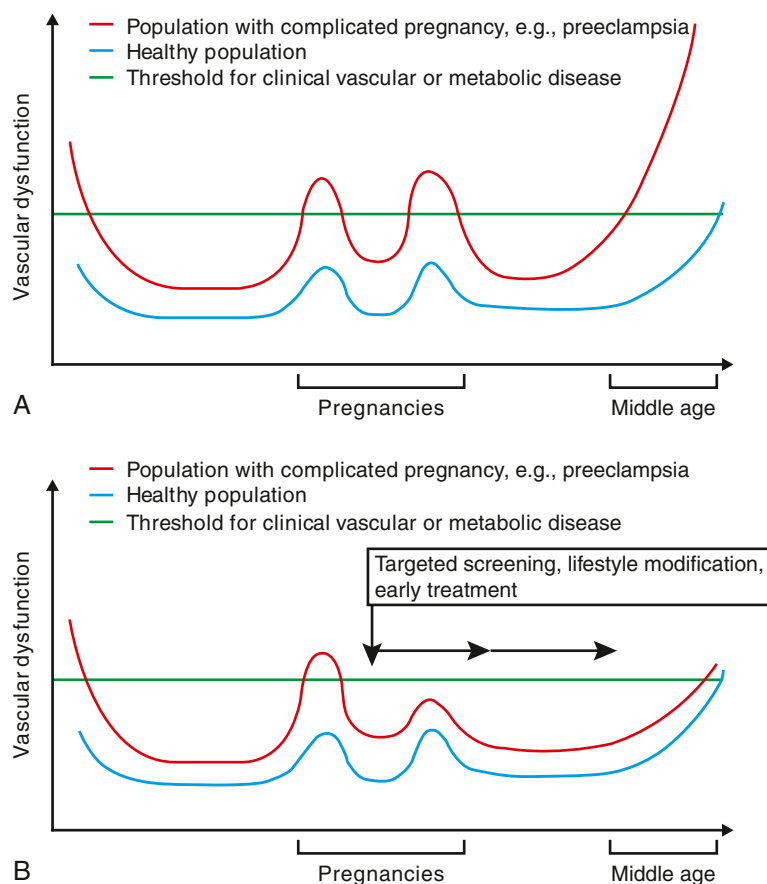 Population with complicated pregnancy, e.g., preeclampsia
Healthy population
Threshold for clinical vascular or metabolic disease
Vascular dysfunction
A
Pregnancies
Middle age
Population with complicated pregnancy, e.g., preeclampsia
Healthy population
Threshold for clinical vascular or metabolic disease
Targeted screening, lifestyle modification,
early treatment
Vascular dysfunction
B
Pregnancies
Middle age